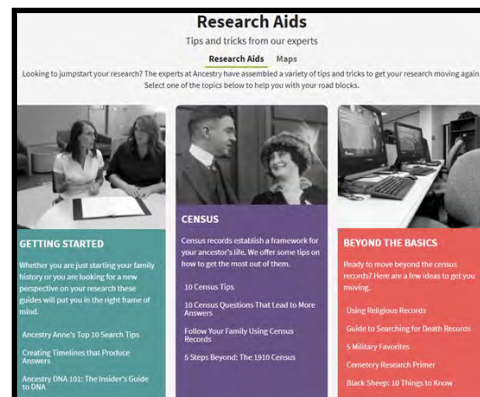 Research Aids
Tips and tricks from our experts
Research Aids Maps
Looking to jumpstart your research? The experts at Ancestry have assembled a variety of tips and tricks to get your research moving again.
Select one of the topics below to help you with your road blocks.
GETTING STARTED
Whether you are just starting your family
history or you are looking for a new
perspective on your research these
guides will put you in the right frame of
mind.
Ancestry Anne's Top 10 Search Tips
Creating Timelines that Produce
Answers
Ancestry DNA 101: The Insider's Guide
to DNA
CENSUS
Census records establish a framework for
your ancestor's life. We offer some tips on
how to get the most out of them.
10 Census Tips
10 Census Questions That Lead to More
Answers
Follow Your Family Using Census
Records
5 Steps Beyond: The 1910 Census
BEYOND THE BASICS
Ready to move beyond the census
records? Here are a few ideas to get you
moving.
Using Religious Records
Guide to Searching for Death Records
5 Military Favorites
Cemetery Research Primer
Black Sheep: 10 Things to Know